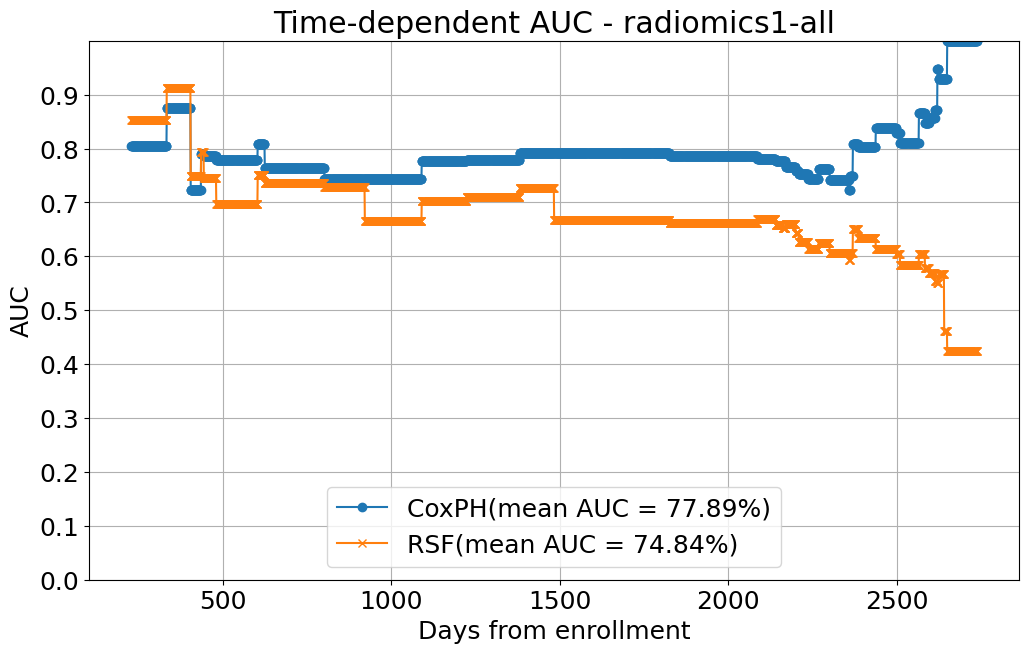 Time-dependent AUC - radiomics1-all
AUC
0.9
0.8
0.7
0.6
0.5
0.4
0.3
0.2
0.1
0.0
CoxPH(mean AUC = 77.89%)
RSF(mean AUC = 74.84%)
500 1000 1500 2000 2500
Days from enrollment